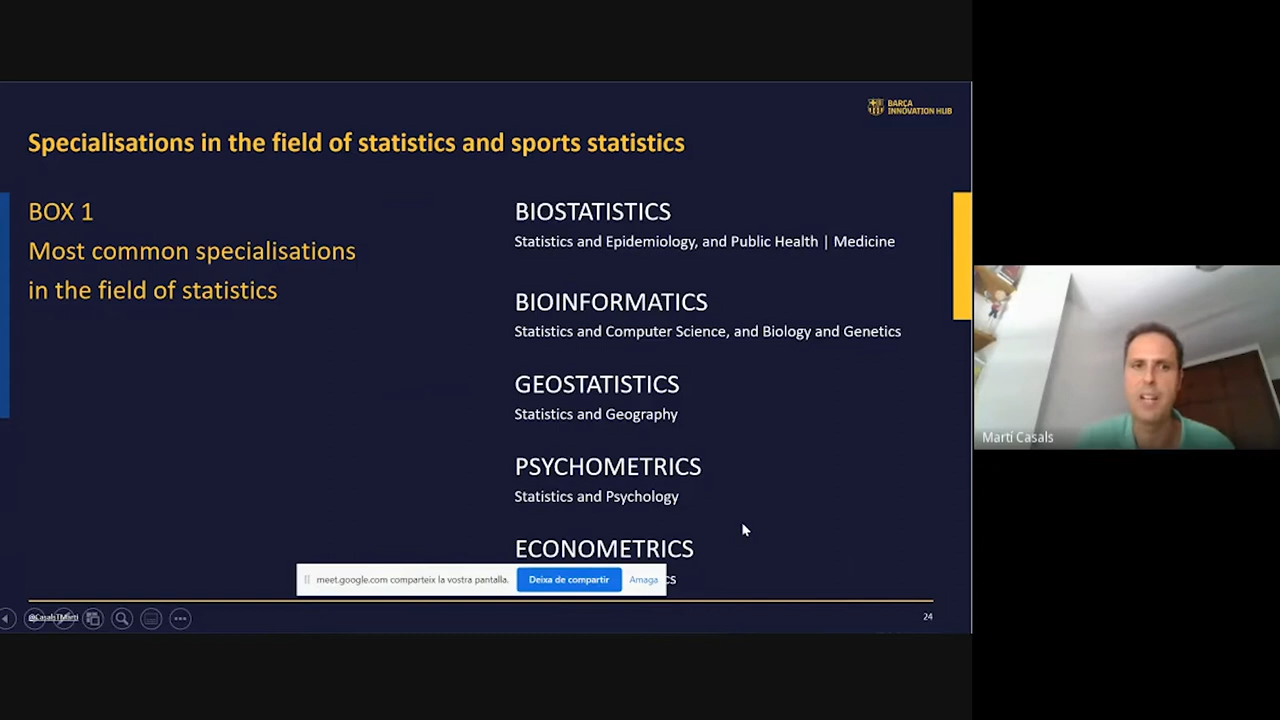 BARÇA
INNOVATION HUB
Specialisations in the field of statistics and sports statistics
BOX 1
Most common specialisations
in the field of statistics
BIOSTATISTICS
Statistics and Epidemiology, and Public Health | Medicine
BIOINFORMATICS
Statistics and Computer Science, and Biology and Genetics
GEOSTATISTICS
Statistics and Geography
PSYCHOMETRICS
Statistics and Psychology
ECONOMETRICS
meet.google.com comparteix la vostra pantalla. Deixa de compartir Amaga
@CasalsTMarti
24
Martí Casals